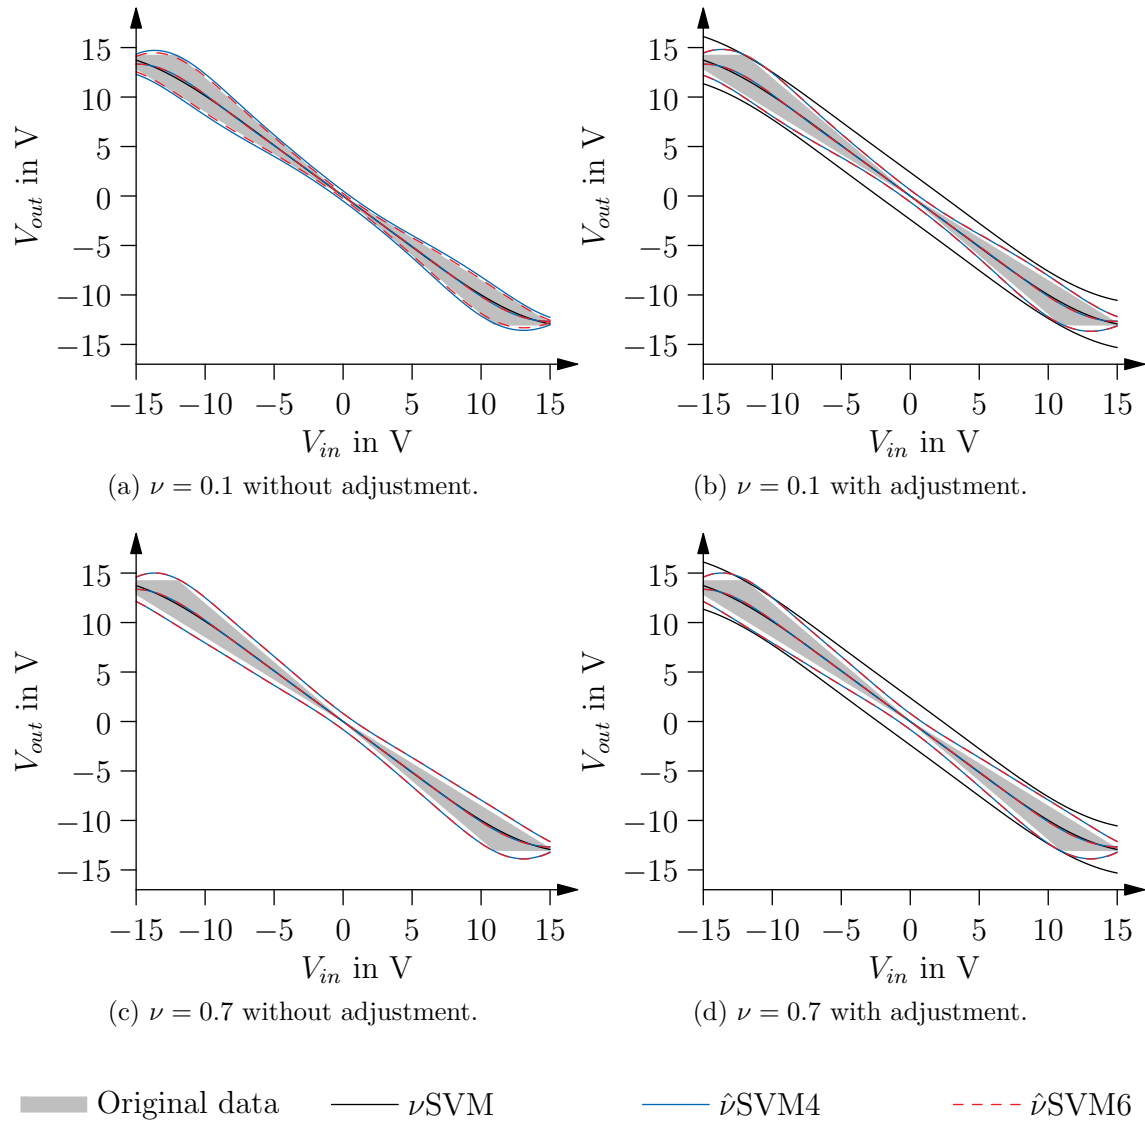 15
10
5
0
−5
−10
−15
V_out in V
−15 −10 −5 0 5 10 15
V_in in V
(a) ν = 0.1 without adjustment.
15
10
5
0
−5
−10
−15
V_out in V
−15 −10 −5 0 5 10 15
V_in in V
(b) ν = 0.1 with adjustment.
15
10
5
0
−5
−10
−15
V_out in V
−15 −10 −5 0 5 10 15
V_in in V
(c) ν = 0.7 without adjustment.
15
10
5
0
−5
−10
−15
V_out in V
−15 −10 −5 0 5 10 15
V_in in V
(d) ν = 0.7 with adjustment.
Original data νSVM ν̂SVM4 ν̂SVM6